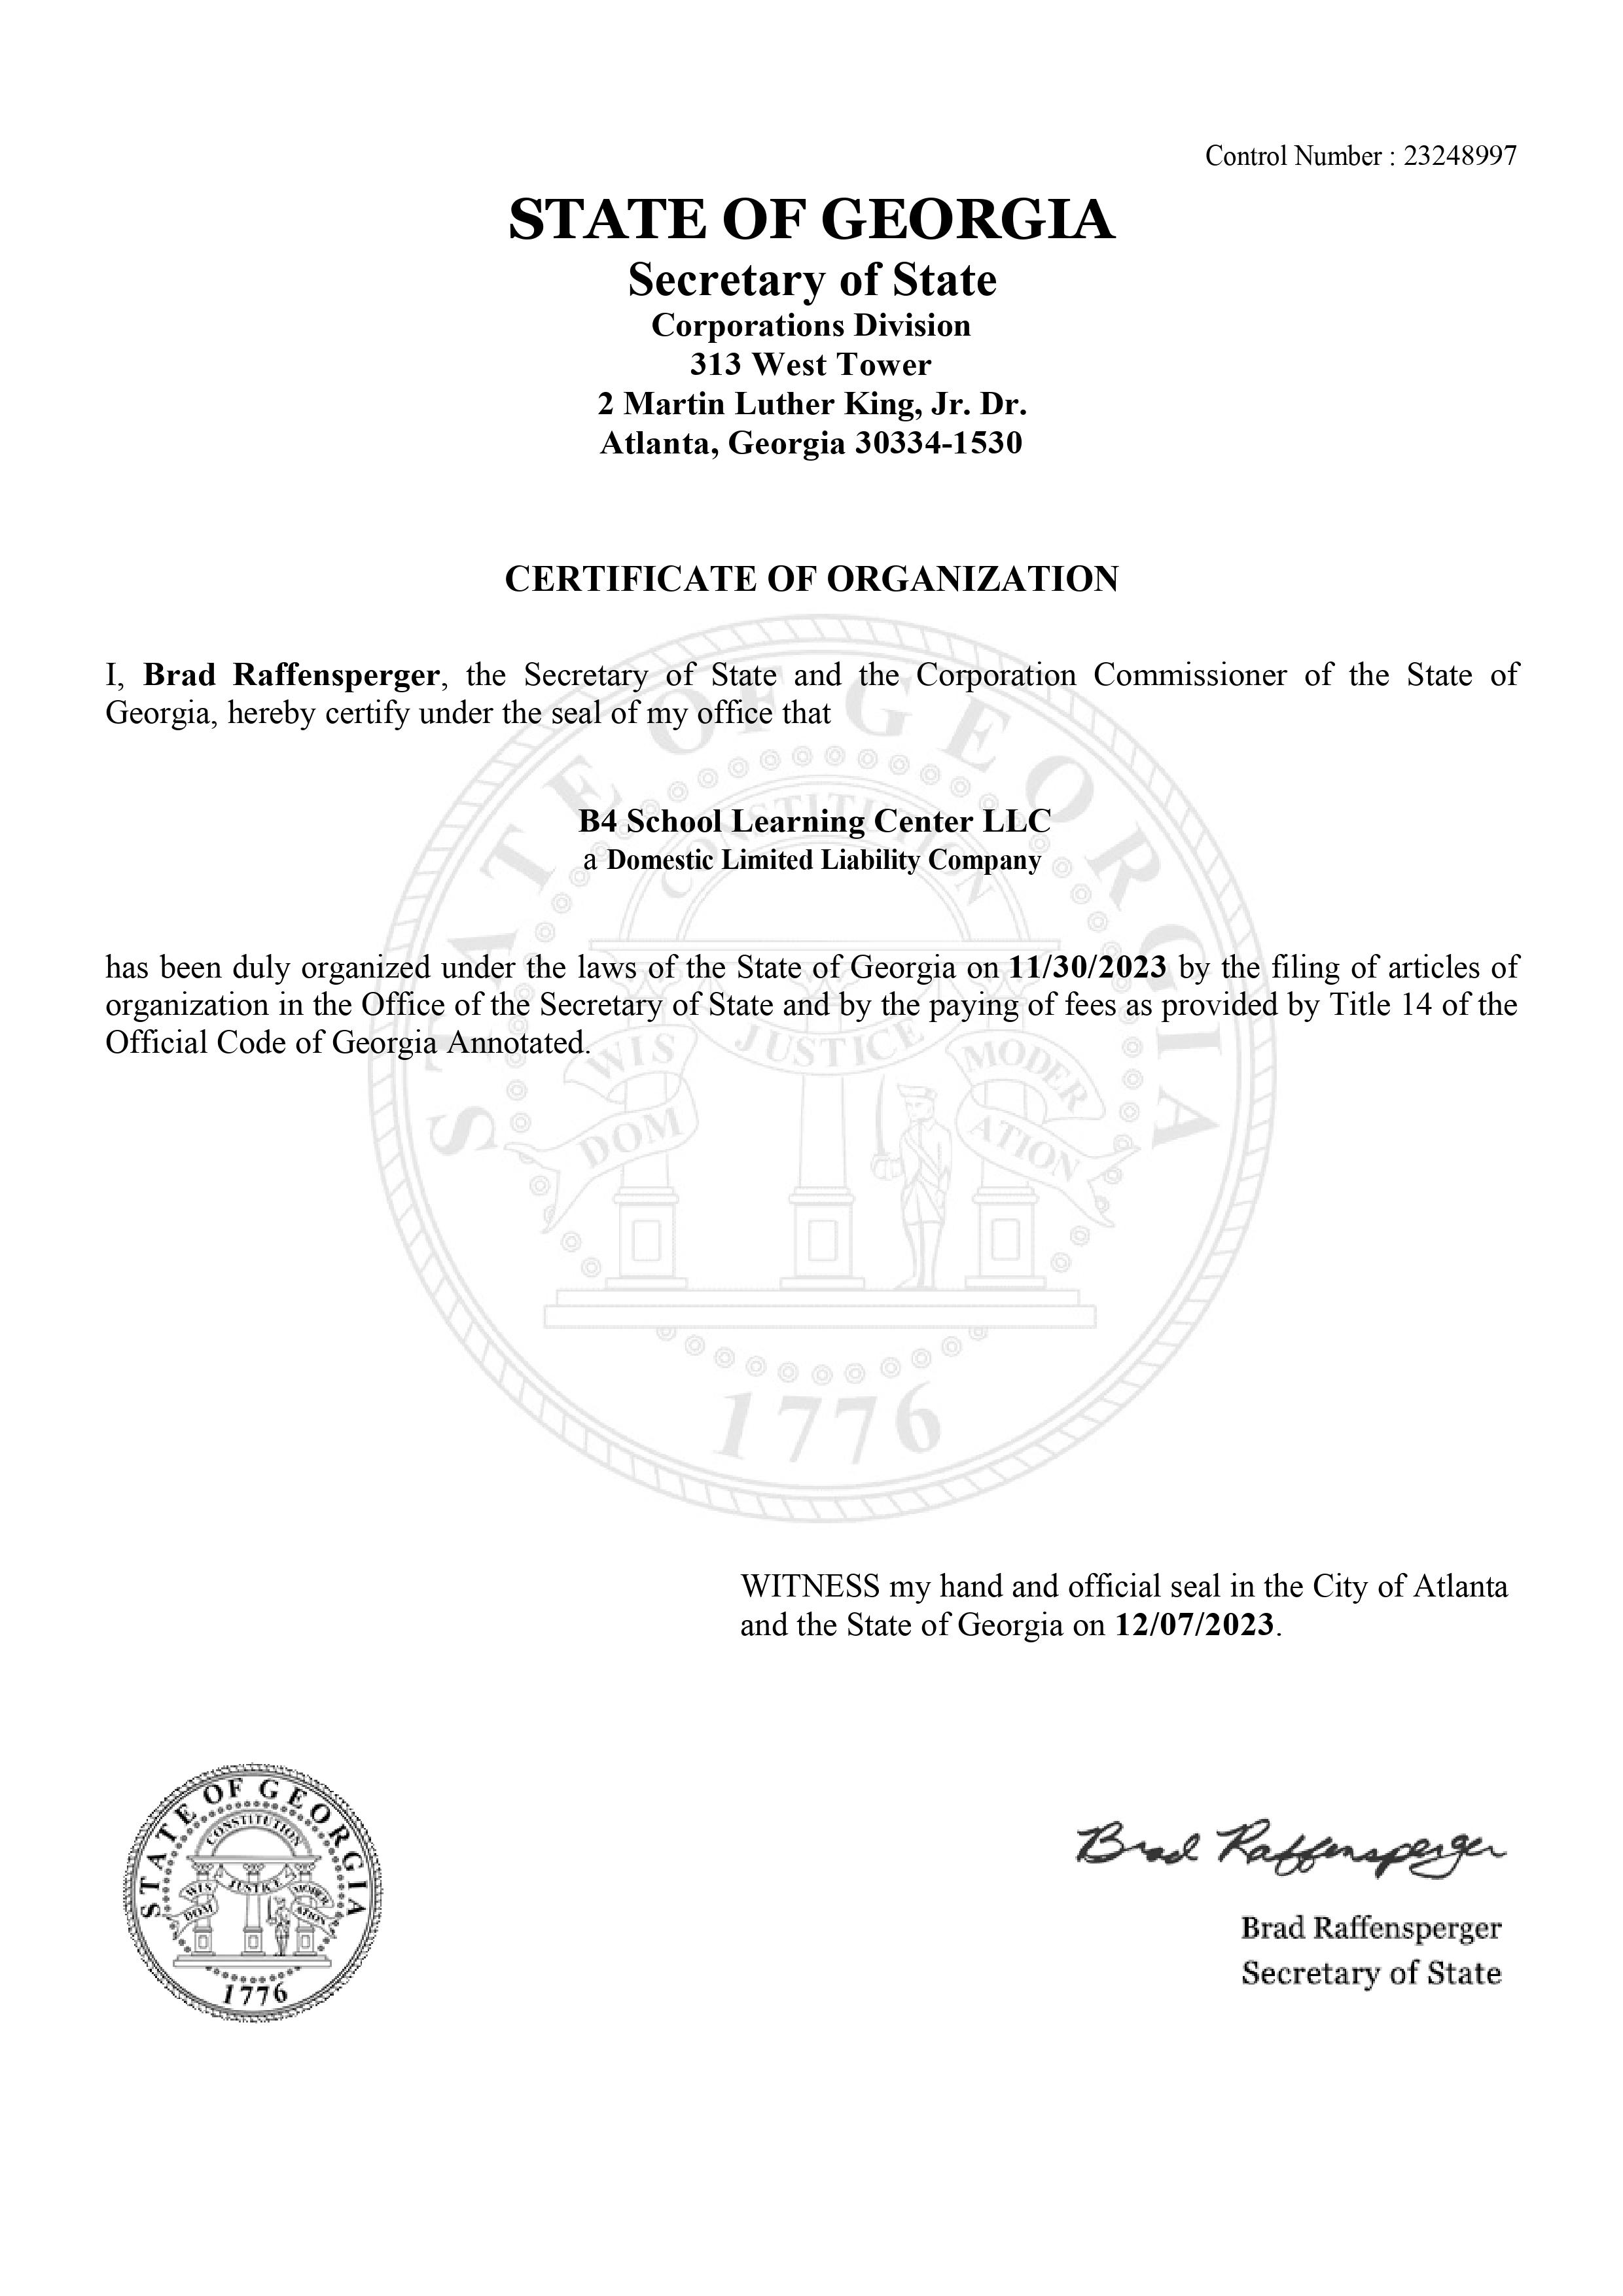 Control Number : 23248997
STATE OF GEORGIA
Secretary of State
Corporations Division
313 West Tower
2 Martin Luther King, Jr. Dr.
Atlanta, Georgia 30334-1530
CERTIFICATE OF ORGANIZATION
I, Brad Raffensperger, the Secretary of State and the Corporation Commissioner of the State of
Georgia, hereby certify under the seal of my office that
B4 School Learning Center LLC
a Domestic Limited Liability Company
has been duly organized under the laws of the State of Georgia on 11/30/2023 by the filing of articles of
organization in the Office of the Secretary of State and by the paying of fees as provided by Title 14 of the
Official Code of Georgia Annotated.
STATE OF GEORGIA
CONSTITUTION
WIS
DOM
JUSTICE
MODER
ATION
1776
WITNESS my hand and official seal in the City of Atlanta
and the State of Georgia on 12/07/2023.
STATE OF GEORGIA
CONSTITUTION
WIS
DOM
JUSTICE
MODER
ATION
1776
Brad Raffensperger
Brad Raffensperger
Secretary of State